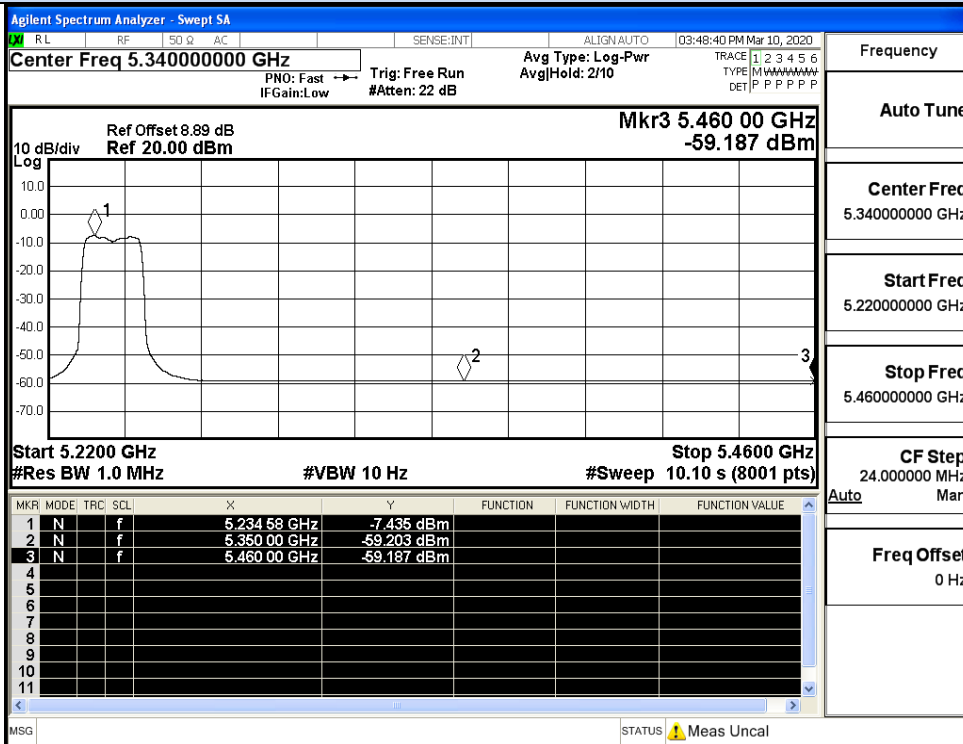 Agilent Spectrum Analyzer - Swept SA
LXI RL RF 50 Ω AC SENSE:INT ALIGN AUTO 03:48:40 PM Mar 10, 2020
Center Freq 5.340000000 GHz
PNO: Fast
IFGain:Low
Trig: Free Run
#Atten: 22 dB
Avg Type: Log-Pwr
Avg|Hold: 2/10
TRACE 1 2 3 4 5 6
TYPE M WWWWW
DET P P P P P P
Mkr3 5.460 00 GHz
-59.187 dBm
Ref Offset 8.89 dB
10 dB/div Ref 20.00 dBm
Log
10.0
0.00
-10.0
-20.0
-30.0
-40.0
-50.0
-60.0
-70.0
1
2
3
Start 5.2200 GHz Stop 5.4600 GHz
#Res BW 1.0 MHz #VBW 10 Hz #Sweep 10.10 s (8001 pts)
MKR MODE TRC SCL X Y FUNCTION FUNCTION WIDTH FUNCTION VALUE
1 N f 5.234 58 GHz -7.435 dBm
2 N f 5.350 00 GHz -59.203 dBm
3 N f 5.460 00 GHz -59.187 dBm
4
5
6
7
8
9
10
11
MSG STATUS Meas Uncal
Frequency
Auto Tune
Center Freq
5.340000000 GHz
Start Freq
5.220000000 GHz
Stop Freq
5.460000000 GHz
CF Step
24.000000 MHz
Auto Man
Freq Offset
0 Hz